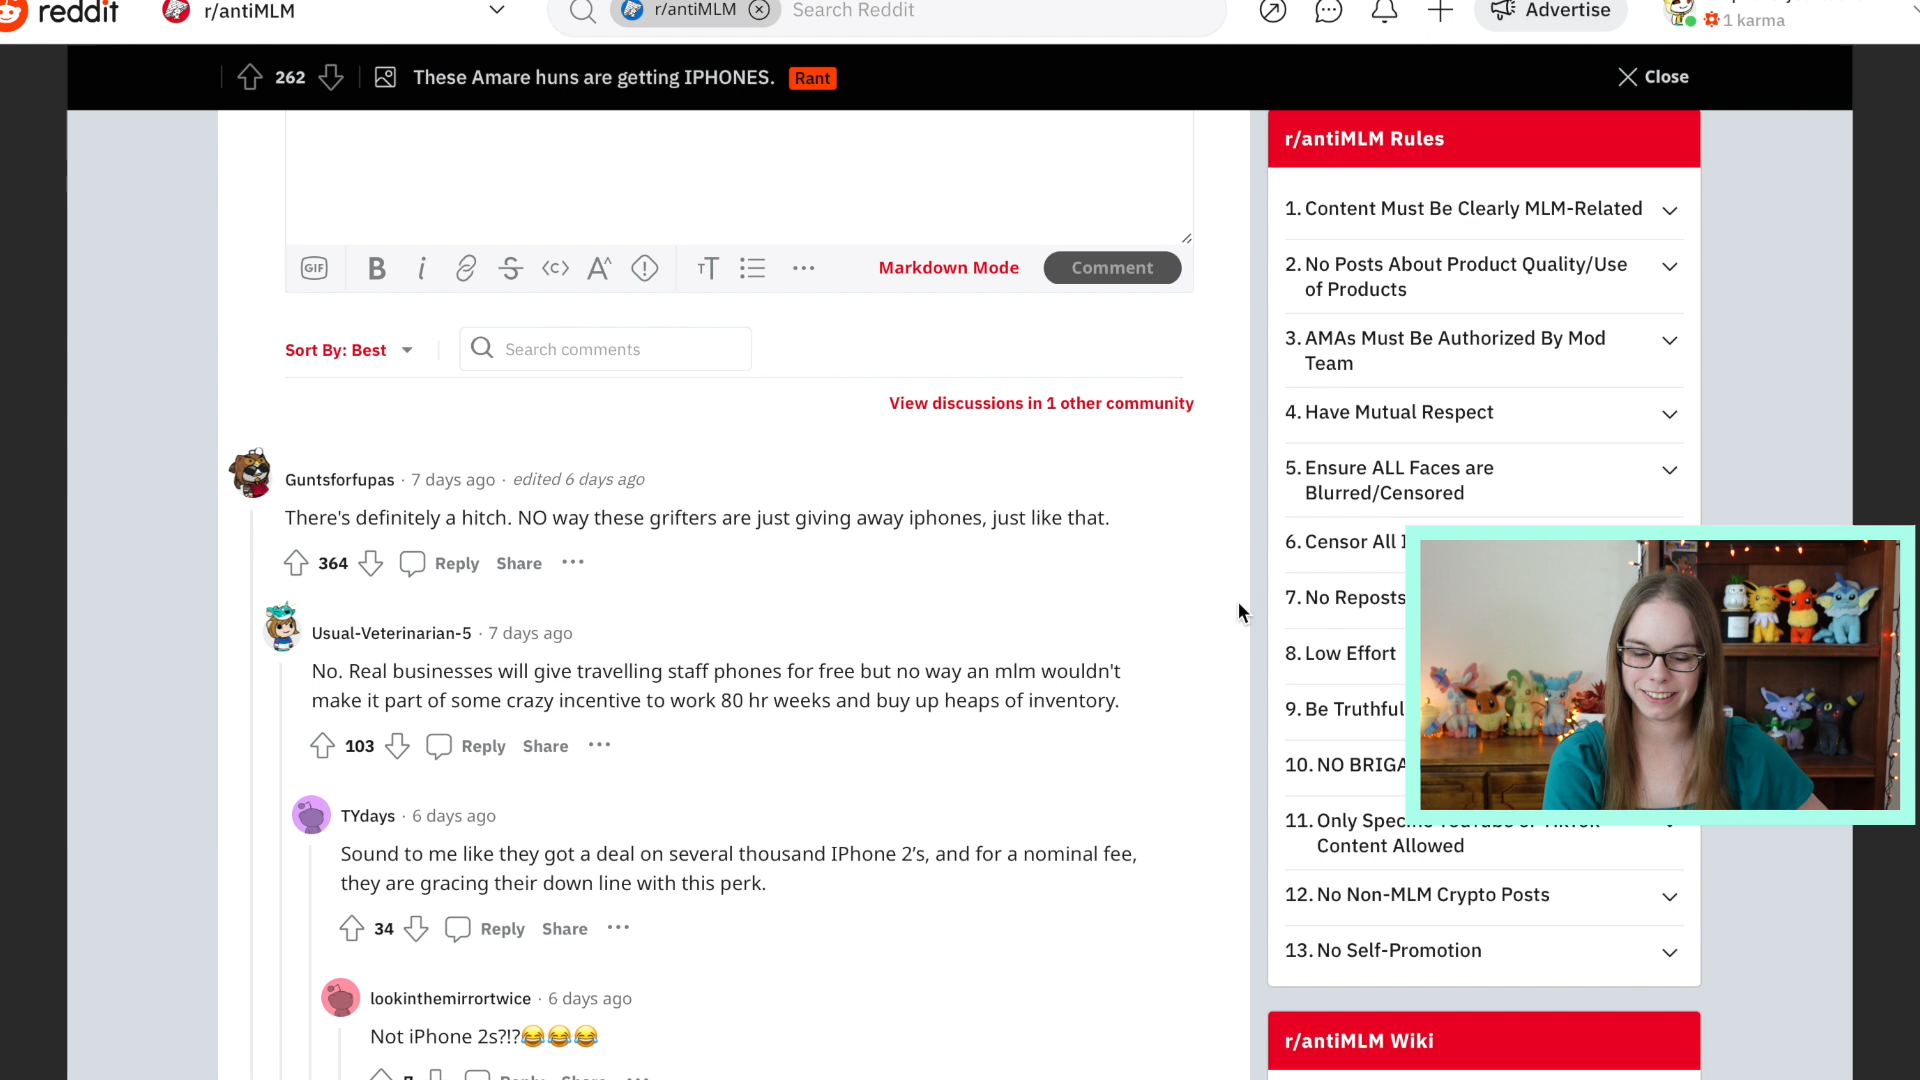 reddit
r/antiMLM
r/antiMLM
Search Reddit
Advertise
1 karma
262
These Amare huns are getting IPHONES.
Rant
Close
GIF
Markdown Mode
Comment
Sort By: Best
Search comments
View discussions in 1 other community
Guntsforfupas · 7 days ago · edited 6 days ago
There's definitely a hitch. NO way these grifters are just giving away iphones, just like that.
364
Reply
Share
Usual-Veterinarian-5 · 7 days ago
No. Real businesses will give travelling staff phones for free but no way an mlm wouldn't
make it part of some crazy incentive to work 80 hr weeks and buy up heaps of inventory.
103
Reply
Share
TYdays · 6 days ago
Sound to me like they got a deal on several thousand IPhone 2’s, and for a nominal fee,
they are gracing their down line with this perk.
34
Reply
Share
lookinthemirrortwice · 6 days ago
Not iPhone 2s?!?😂😂😂
Reply
Share
r/antiMLM Rules
1. Content Must Be Clearly MLM-Related
2. No Posts About Product Quality/Use
of Products
3. AMAs Must Be Authorized By Mod
Team
4. Have Mutual Respect
5. Ensure ALL Faces are
Blurred/Censored
6. Censor All
7. No Reposts
8. Low Effort
9. Be Truthful
10. NO
11. Only
Content Allowed
12. No Non-MLM Crypto Posts
13. No Self-Promotion
r/antiMLM Wiki